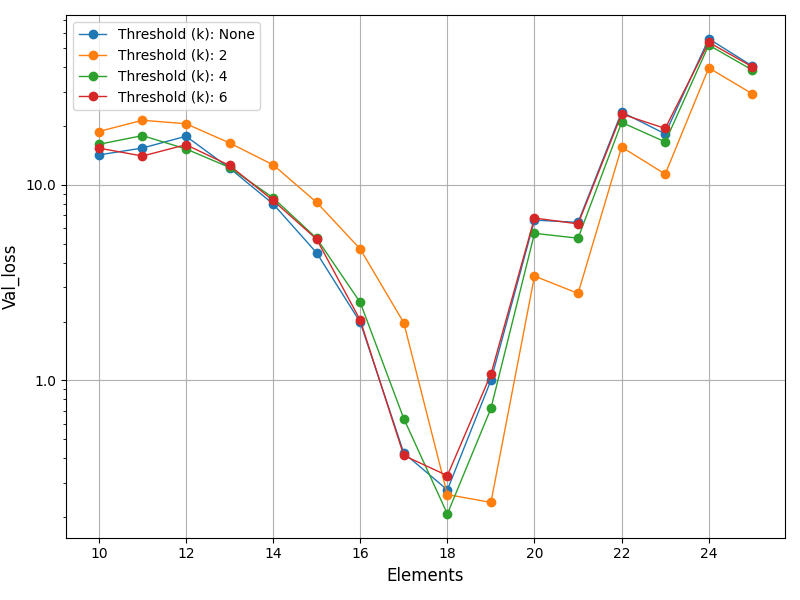 Threshold (k): None
Threshold (k): 2
Threshold (k): 4
Threshold (k): 6
10.0
1.0
Val_loss
10 12 14 16 18 20 22 24
Elements